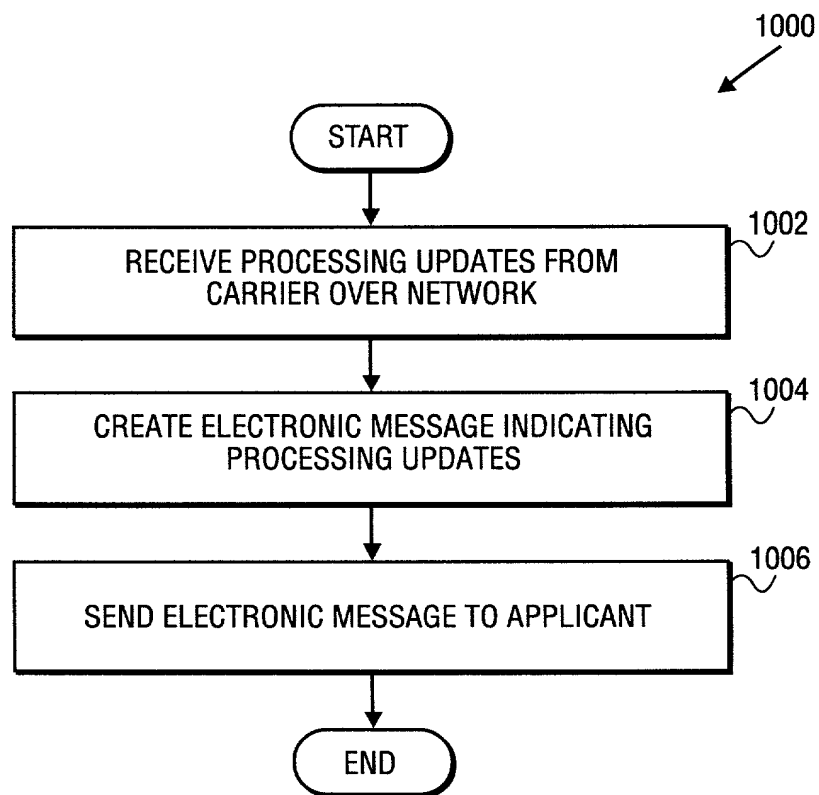 1000
START
1002
RECEIVE PROCESSING UPDATES FROM
CARRIER OVER NETWORK
1004
CREATE ELECTRONIC MESSAGE INDICATING
PROCESSING UPDATES
1006
SEND ELECTRONIC MESSAGE TO APPLICANT
END